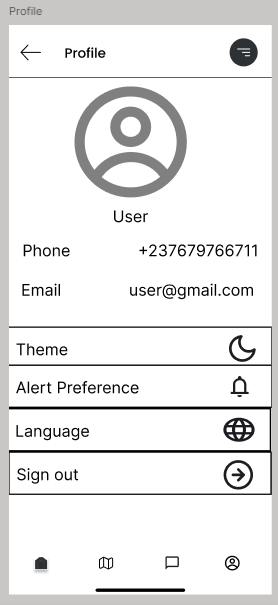 Profile
Profile
User
Phone +237679766711
Email user@gmail.com
Theme
Alert Preference
Language
Sign out